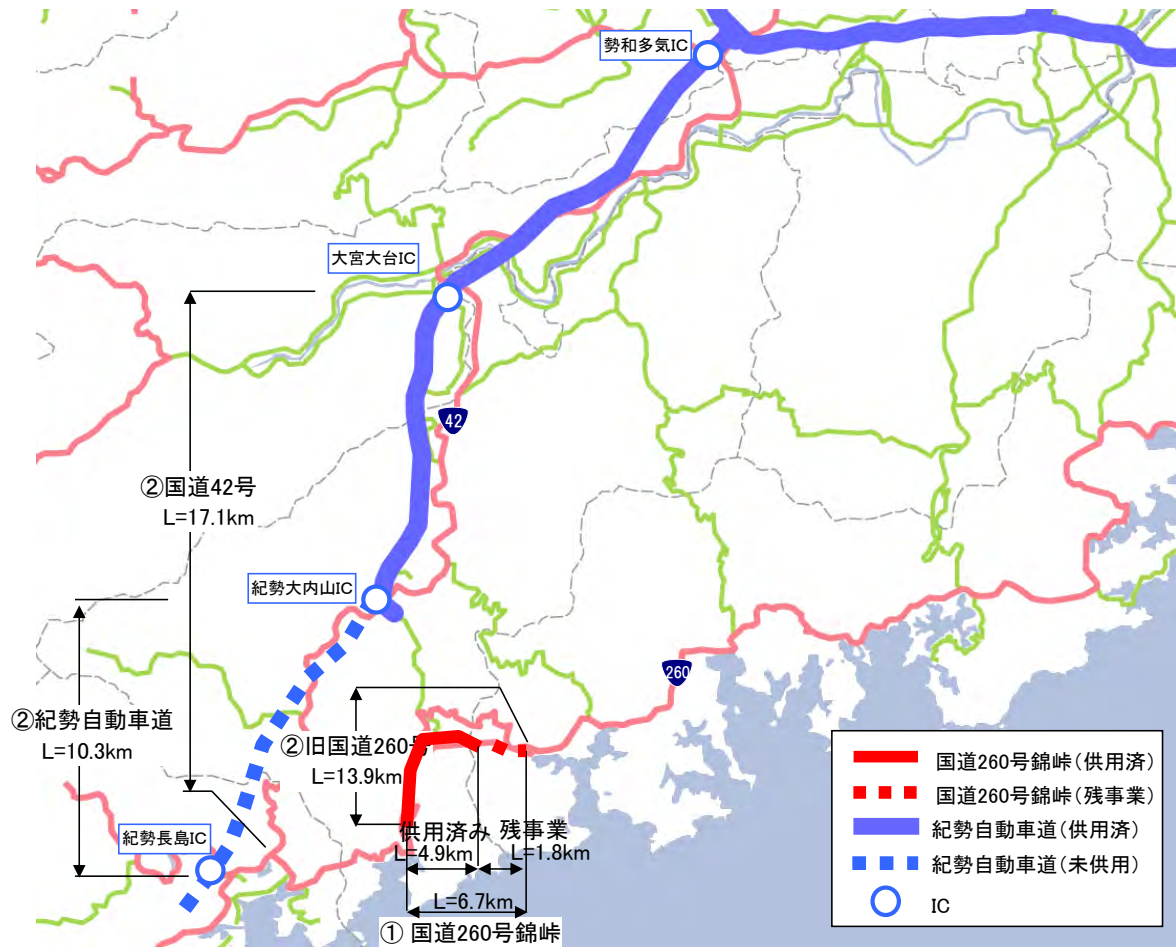 勢和多気IC
大宮大台IC
42
②国道42号
L=17.1km
紀勢大内山IC
260
②紀勢自動車道
L=10.3km
②旧国道260号
L=13.9km
紀勢長島IC
供用済み 残事業
L=4.9km L=1.8km
L=6.7km
① 国道260号錦峠
国道260号錦峠(供用済)
国道260号錦峠(残事業)
紀勢自動車道(供用済)
紀勢自動車道(未供用)
IC